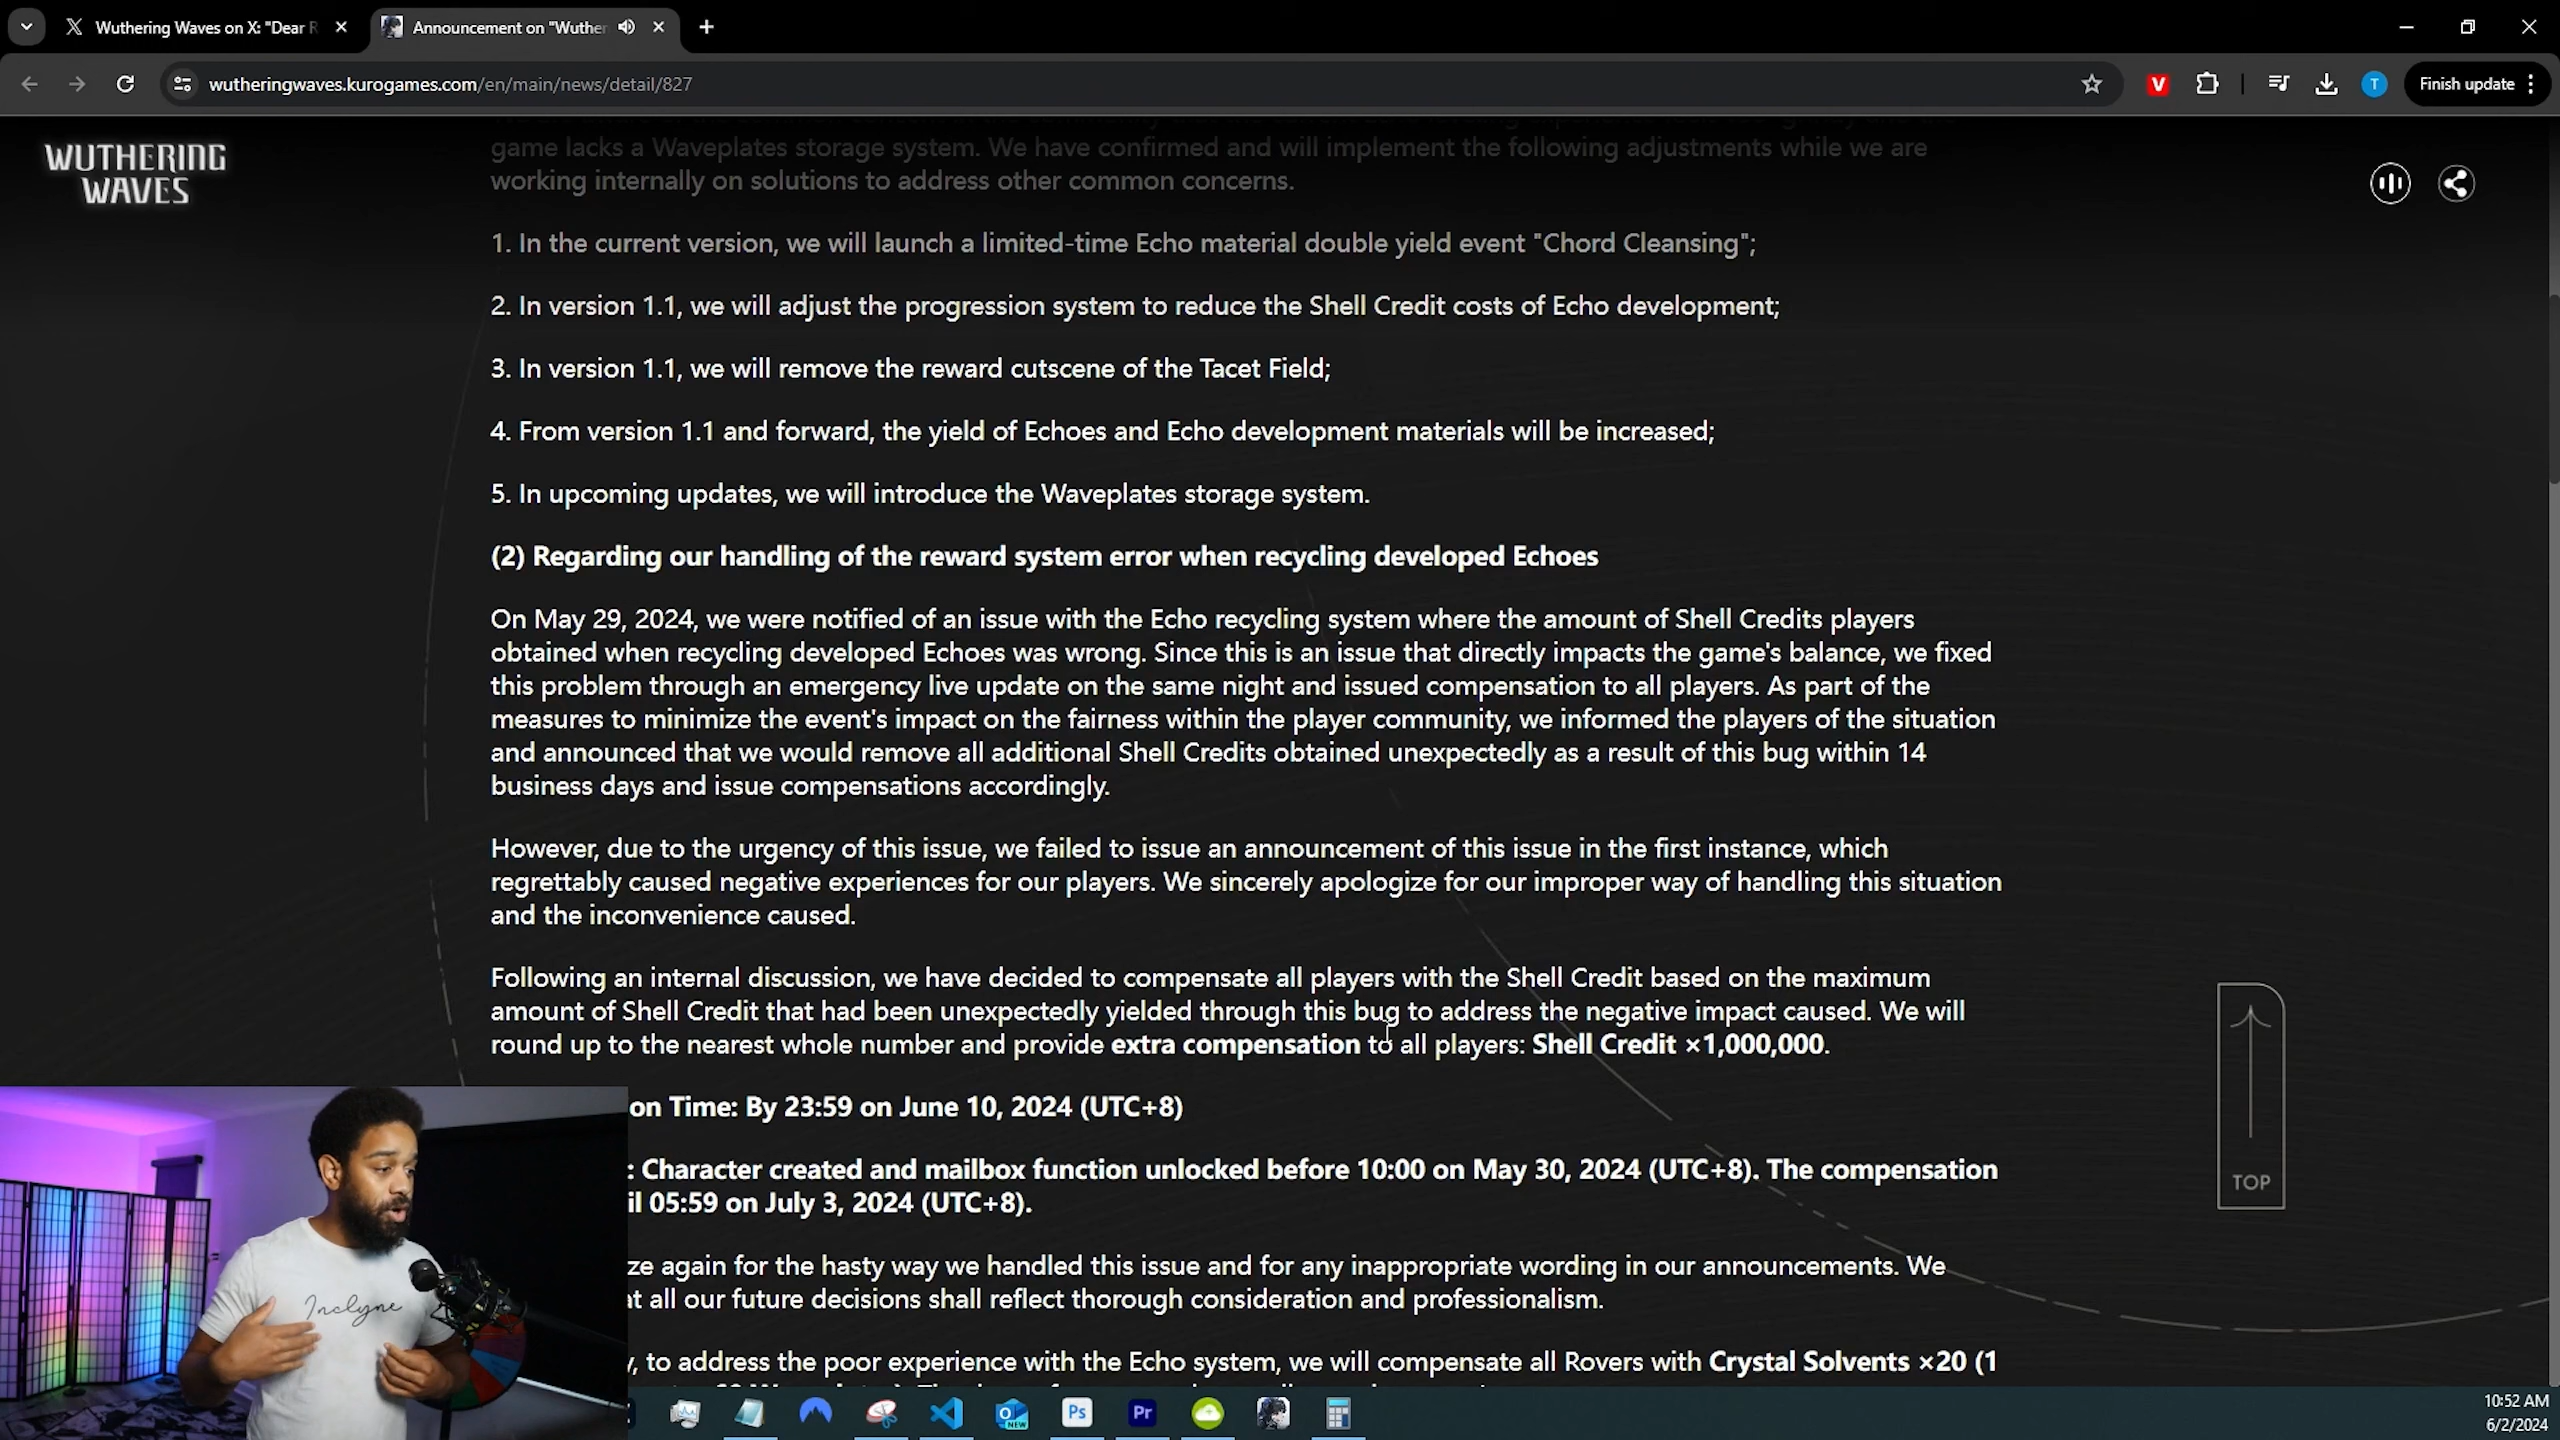 Wuthering Waves on X: "Dear R
Announcement on "Wuther
wutheringwaves.kurogames.com/en/main/news/detail/827
V
T
Finish update
WUTHERING
WAVES
game lacks a Waveplates storage system. We have confirmed and will implement the following adjustments while we are
working internally on solutions to address other common concerns.
1. In the current version, we will launch a limited-time Echo material double yield event "Chord Cleansing";
2. In version 1.1, we will adjust the progression system to reduce the Shell Credit costs of Echo development;
3. In version 1.1, we will remove the reward cutscene of the Tacet Field;
4. From version 1.1 and forward, the yield of Echoes and Echo development materials will be increased;
5. In upcoming updates, we will introduce the Waveplates storage system.
(2) Regarding our handling of the reward system error when recycling developed Echoes
On May 29, 2024, we were notified of an issue with the Echo recycling system where the amount of Shell Credits players
obtained when recycling developed Echoes was wrong. Since this is an issue that directly impacts the game's balance, we fixed
this problem through an emergency live update on the same night and issued compensation to all players. As part of the
measures to minimize the event's impact on the fairness within the player community, we informed the players of the situation
and announced that we would remove all additional Shell Credits obtained unexpectedly as a result of this bug within 14
business days and issue compensations accordingly.
However, due to the urgency of this issue, we failed to issue an announcement of this issue in the first instance, which
regrettably caused negative experiences for our players. We sincerely apologize for our improper way of handling this situation
and the inconvenience caused.
Following an internal discussion, we have decided to compensate all players with the Shell Credit based on the maximum
amount of Shell Credit that had been unexpectedly yielded through this bug to address the negative impact caused. We will
round up to the nearest whole number and provide extra compensation to all players: Shell Credit ×1,000,000.
on Time: By 23:59 on June 10, 2024 (UTC+8)
: Character created and mailbox function unlocked before 10:00 on May 30, 2024 (UTC+8). The compensation
il 05:59 on July 3, 2024 (UTC+8).
ze again for the hasty way we handled this issue and for any inappropriate wording in our announcements. We
at all our future decisions shall reflect thorough consideration and professionalism.
y, to address the poor experience with the Echo system, we will compensate all Rovers with Crystal Solvents ×20 (1
TOP
Inclyne
NEW
Ps
Pr
10:52 AM
6/2/2024